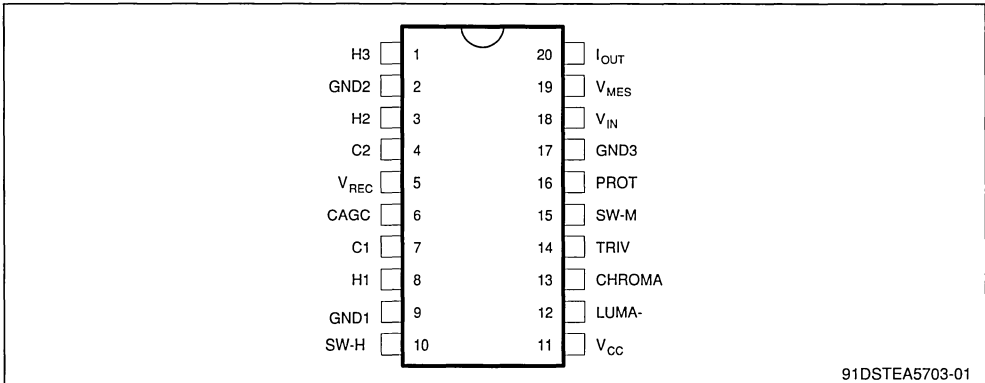 H3 1 20 I_OUT
GND2 2 19 V_MES
H2 3 18 V_IN
C2 4 17 GND3
V_REC 5 16 PROT
CAGC 6 15 SW-M
C1 7 14 TRIV
H1 8 13 CHROMA
GND1 9 12 LUMA-
SW-H 10 11 V_CC
91DSTEA5703-01